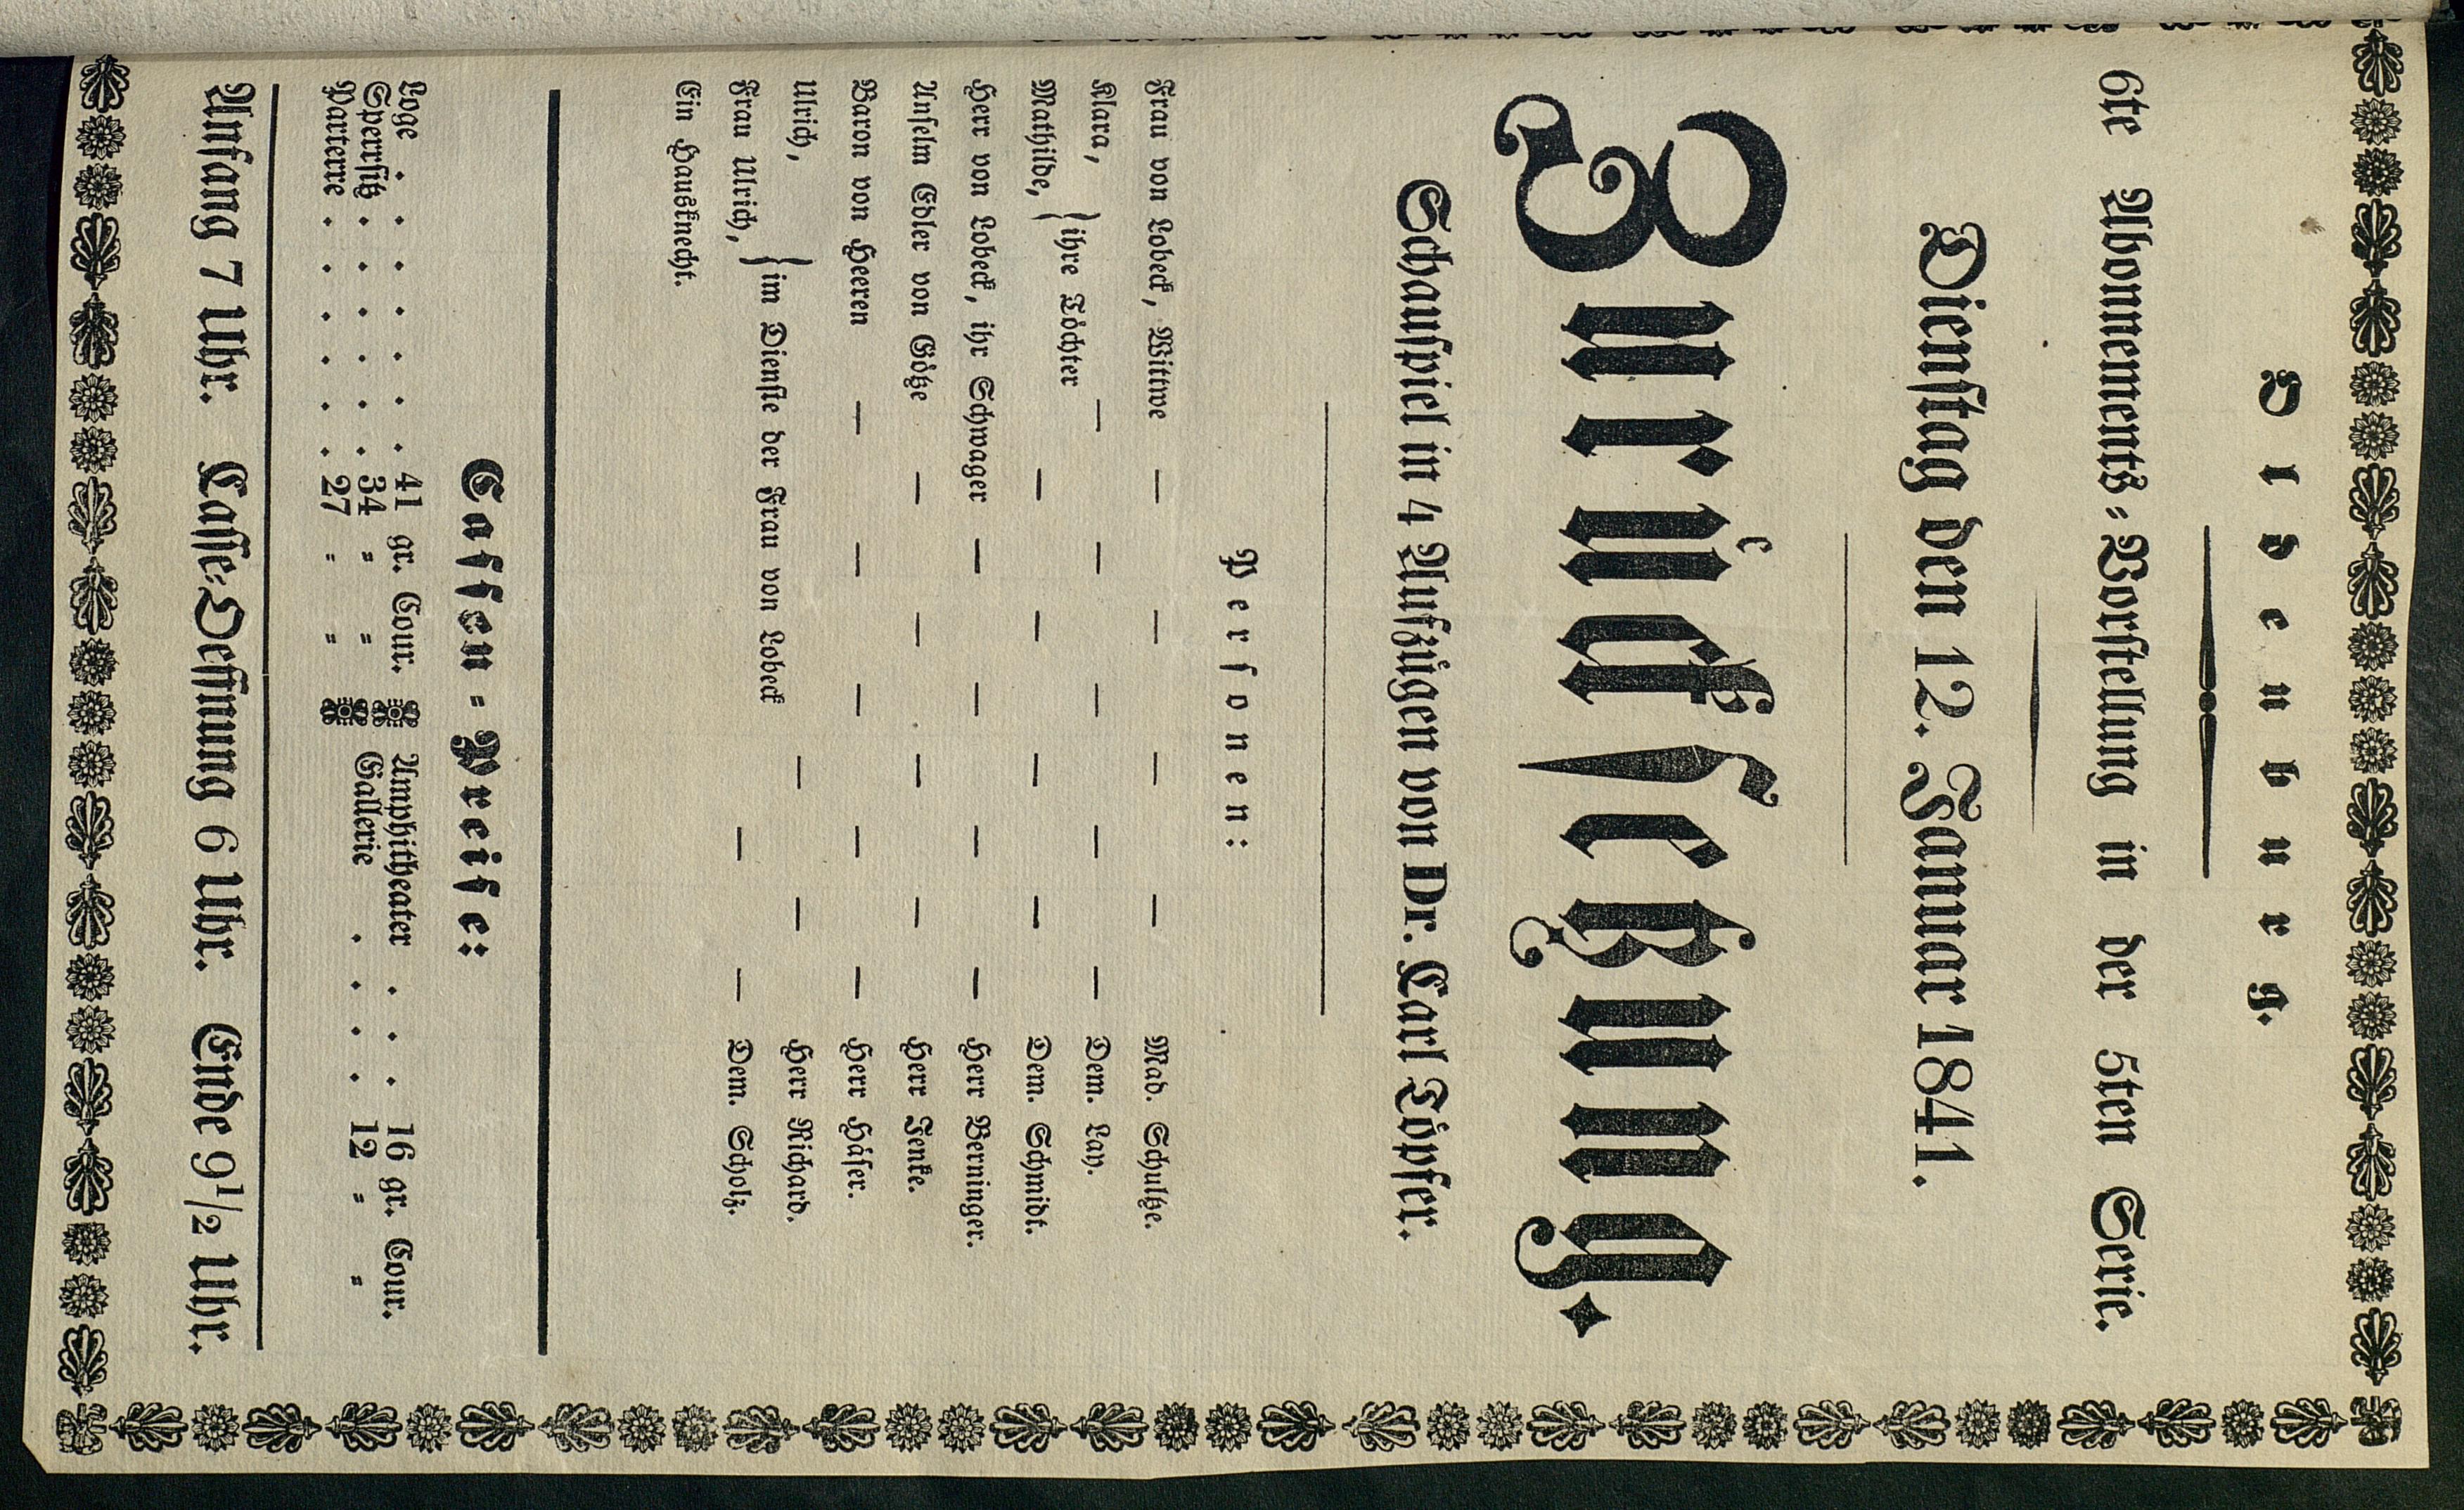 Oldenburg.
6te Abonnements-Vorstellung in der 5ten Serie.
Dienstag den 12. Januar 1841.
Zurücksetzung.
Schauspiel in 4 Aufzügen von Dr. Carl Töpfer.
Personen:
Frau von Lobeck, Wittwe — — — — Mad. Schultze.
Klara, } ihre Töchter — — — — — Dem. Lay.
Mathilde, } — — — — Dem. Schmidt.
Herr von Lobeck, ihr Schwager — — — — Herr Berninger.
Anselm Edler von Götze — — — — Herr Jenke.
Baron von Heeren — — — — — Herr Häser.
Ulrich, } im Dienste der Frau von Lobeck — — Herr Richard.
Frau Ulrich, } — — Dem. Scholz.
Ein Hausknecht.
Cassen-Preise:
Loge . . . . . . . 41 gr. Cour. Amphitheater . . . 16 gr. Cour.
Sperrsitz . . . . . . 34 " " Gallerie . . . . 12 " "
Parterre . . . . . . 27 " "
Anfang 7 Uhr. Casse-Oeffnung 6 Uhr. Ende 9 1/2 Uhr.